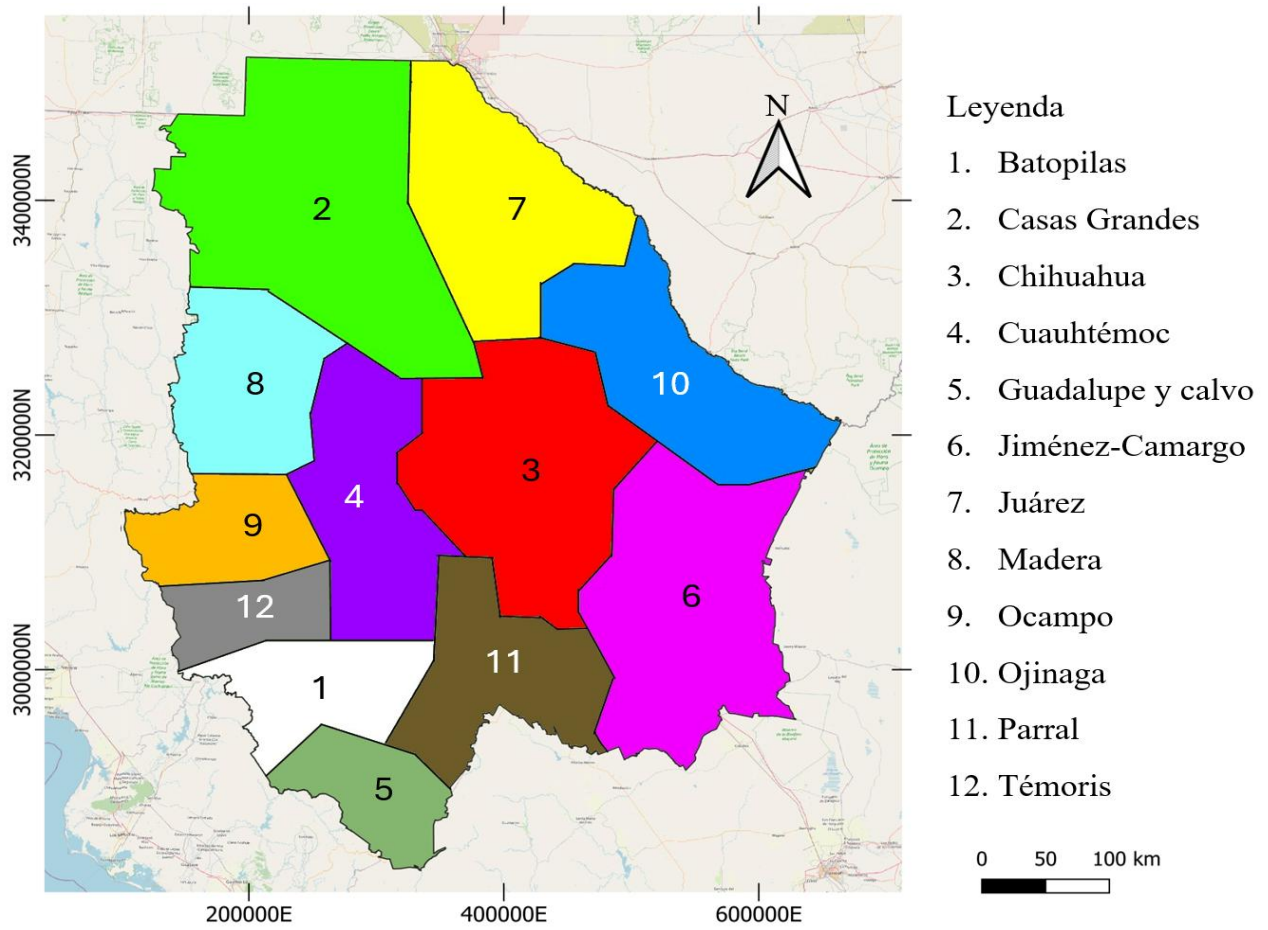 N
Leyenda
1. Batopilas
2. Casas Grandes
3. Chihuahua
4. Cuauhtémoc
5. Guadalupe y calvo
6. Jiménez-Camargo
7. Juárez
8. Madera
9. Ocampo
10. Ojinaga
11. Parral
12. Témoris
0 50 100 km
3400000N
3200000N
3000000N
200000E 400000E 600000E
2
7
8
10
3
4
9
6
12
11
1
5